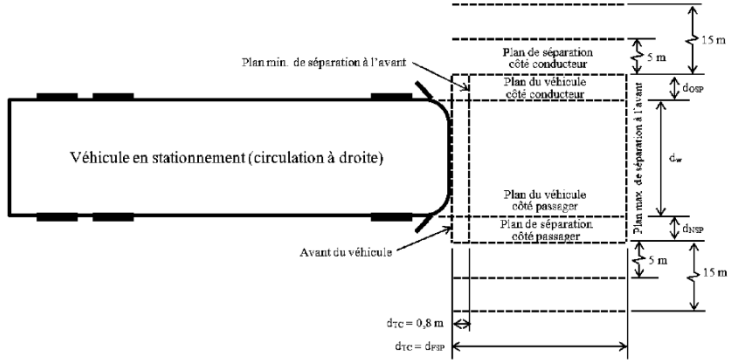 15 m
Plan de séparation
côté conducteur
5 m
Plan min. de séparation à l'avant
Plan du véhicule
côté conducteur
dOSP
Véhicule en stationnement (circulation à droite)
dw
Plan max. de séparation à l'avant
Plan du véhicule
côté passager
Plan de séparation
côté passager
dNSP
Avant du véhicule
5 m
15 m
dTC = 0,8 m
dTC = dFSP